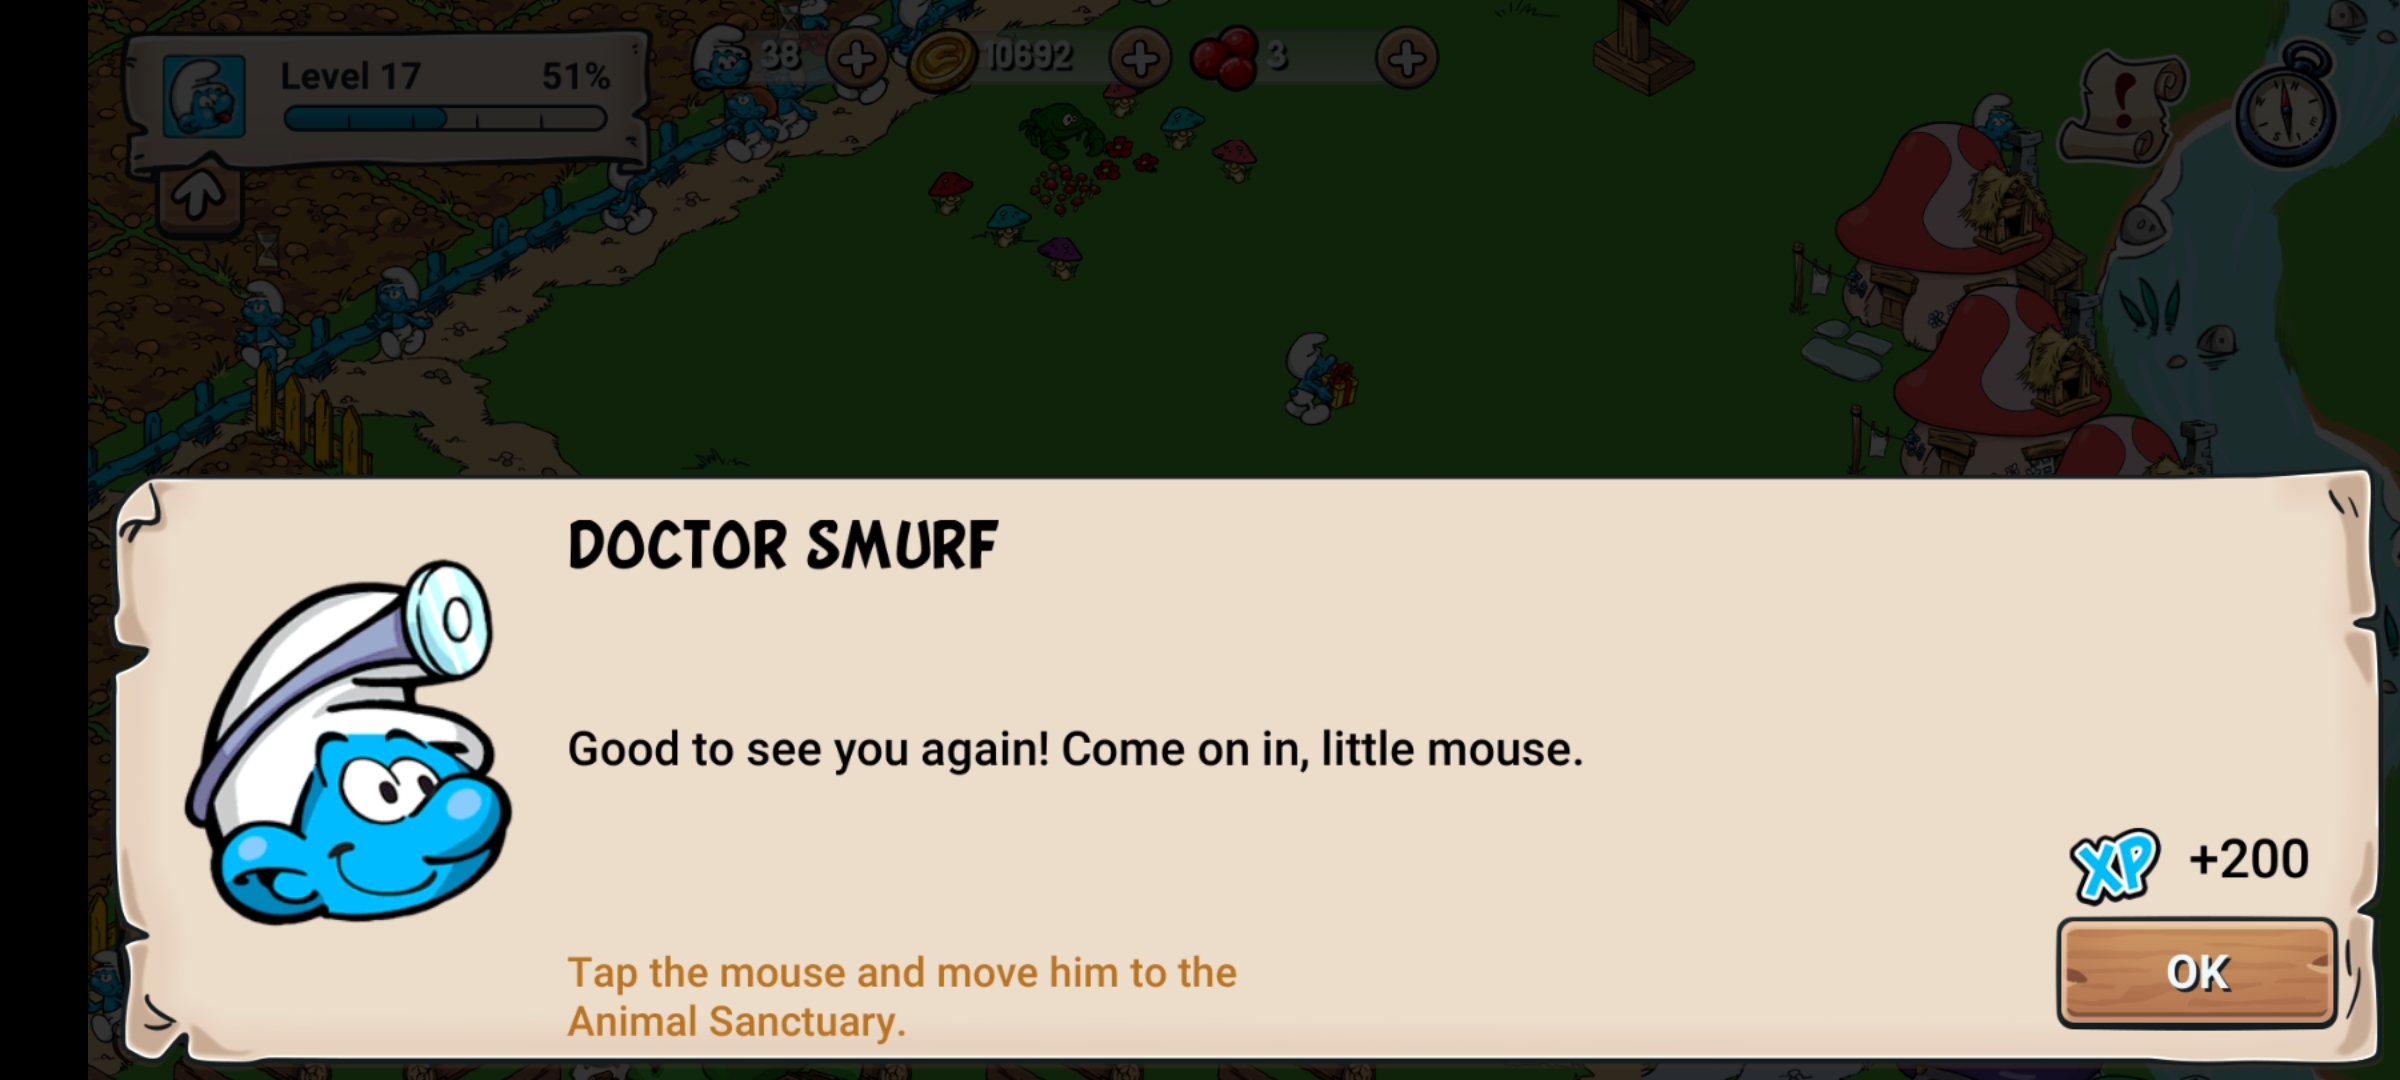 Level 17 51%
38
10692
3
DOCTOR SMURF
Good to see you again! Come on in, little mouse.
XP +200
Tap the mouse and move him to the
Animal Sanctuary.
OK